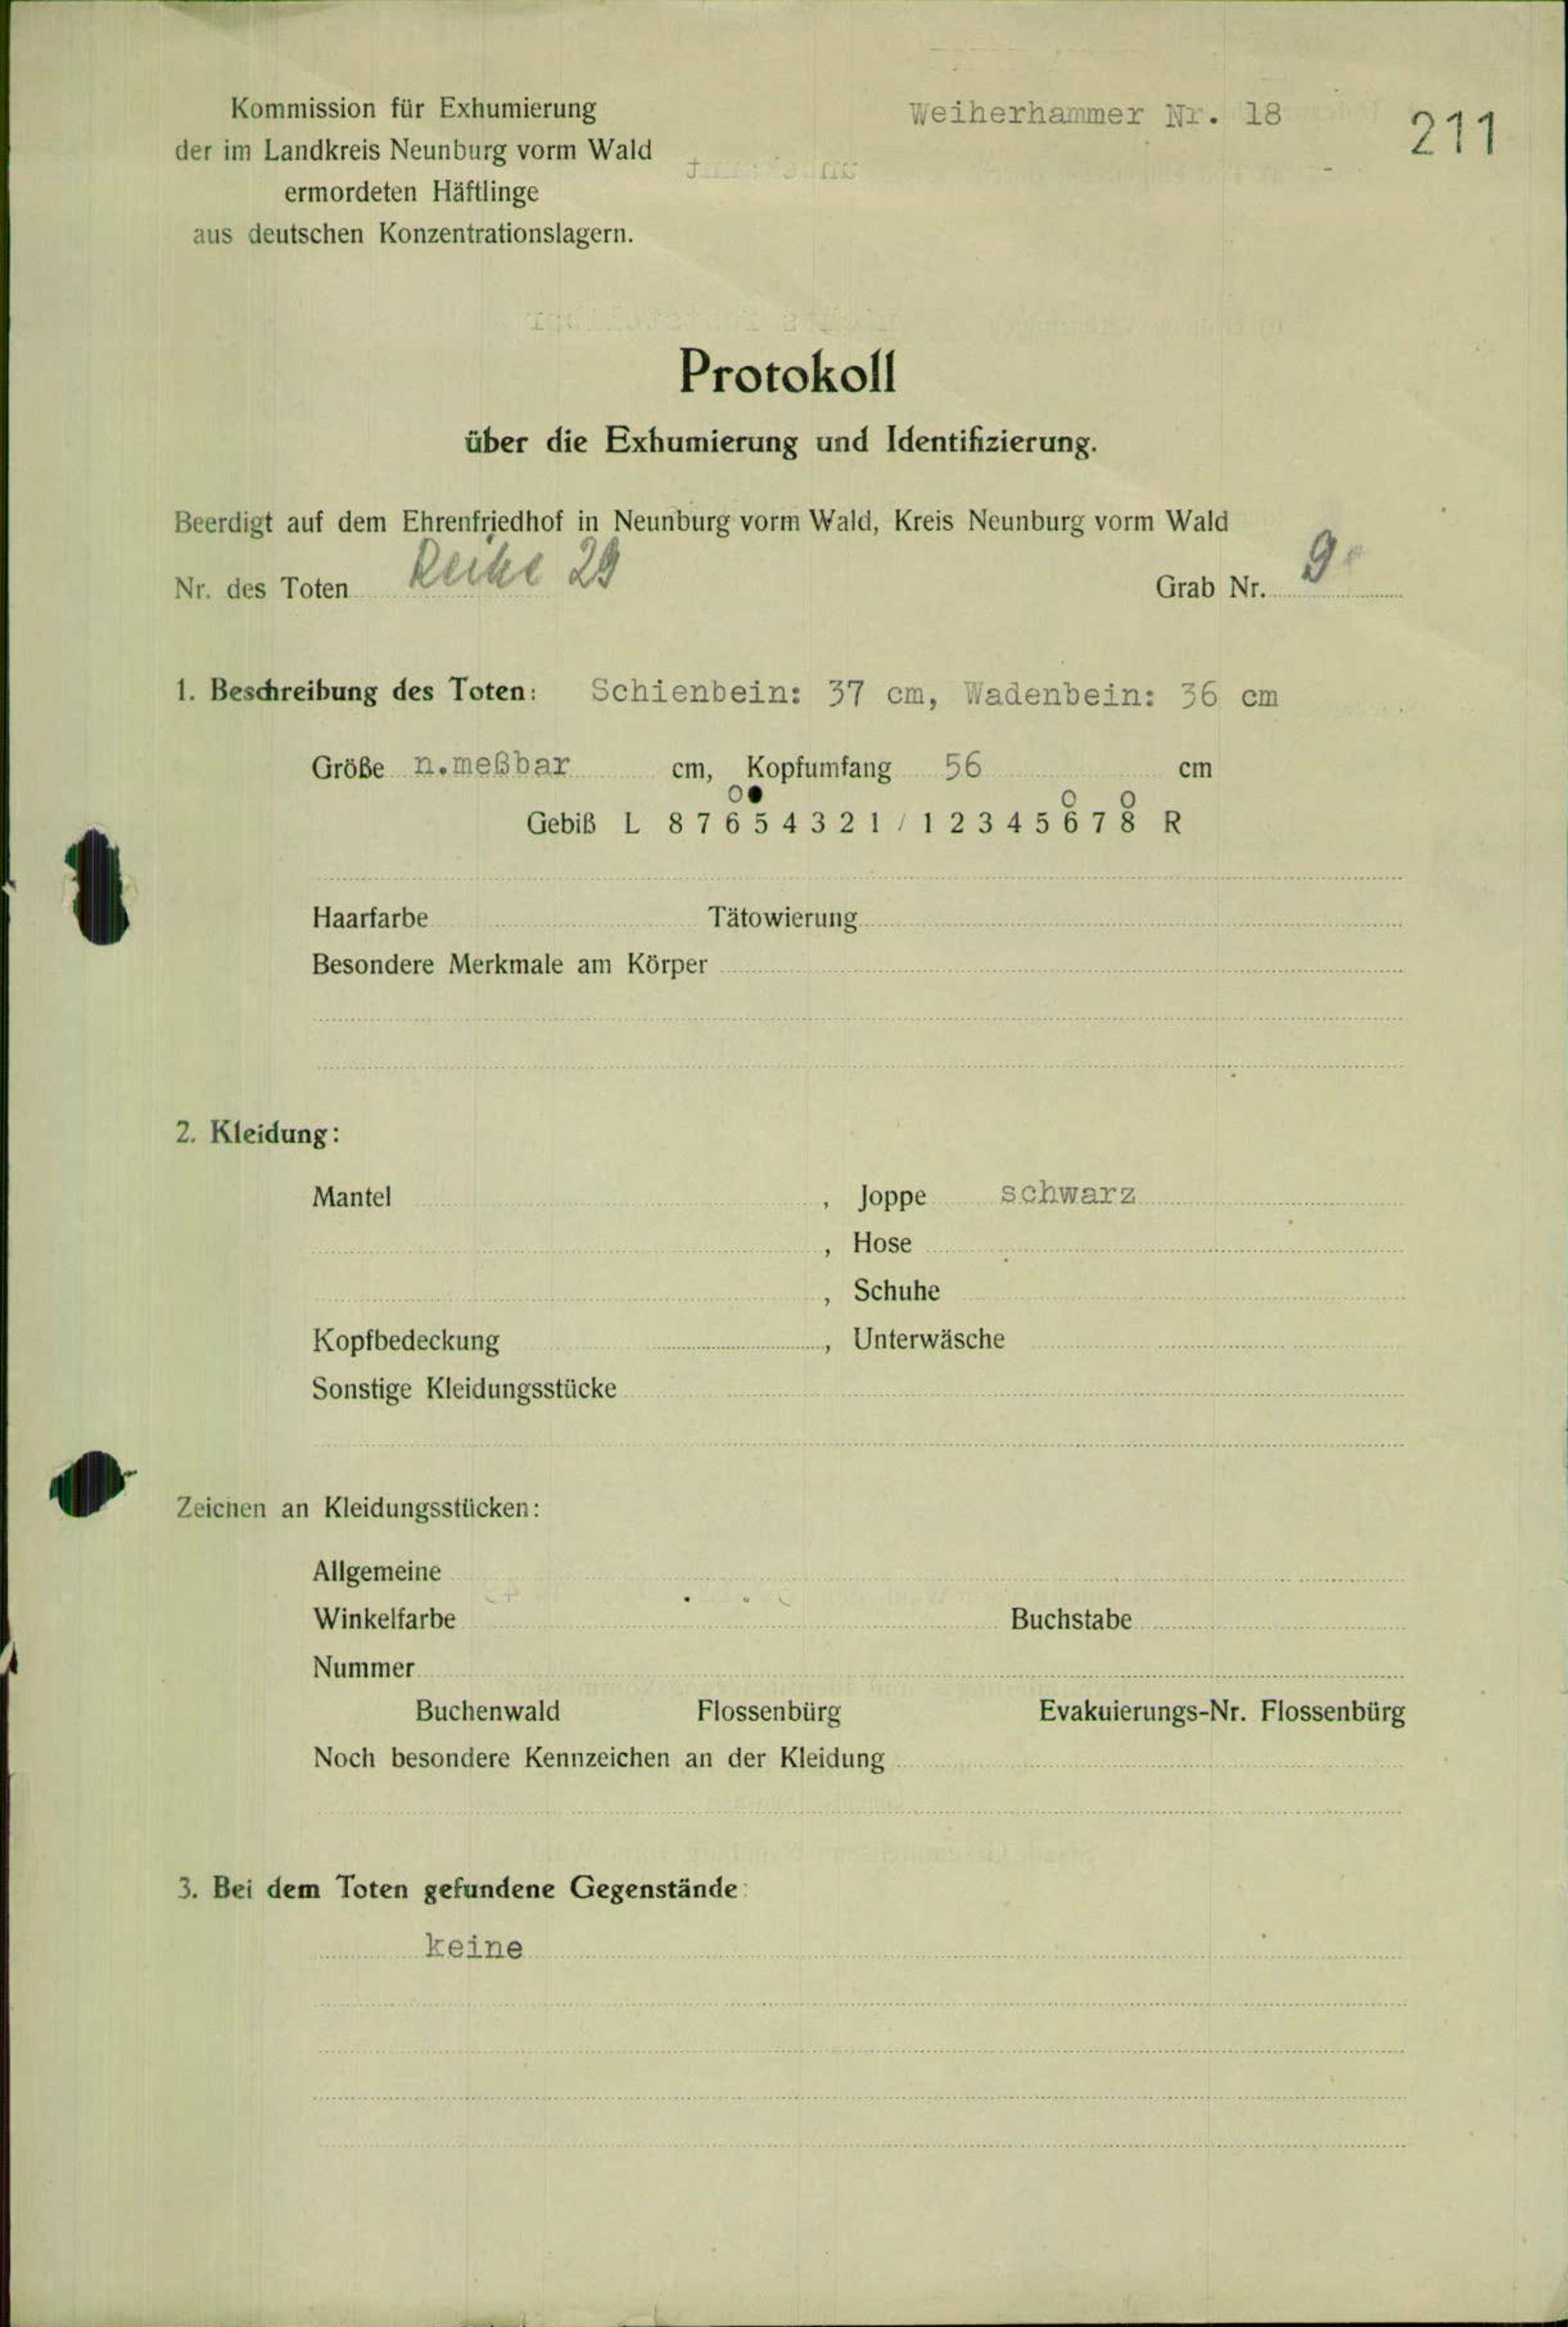 Kommission für Exhumierung
der im Landkreis Neunburg vorm Wald
ermordeten Häftlinge
aus deutschen Konzentrationslagern.
Weiherhammer Nr. 18
211
Protokoll
über die Exhumierung und Identifizierung.
Beerdigt auf dem Ehrenfriedhof in Neunburg vorm Wald, Kreis Neunburg vorm Wald
Nr. des Toten Reihe 29 Grab Nr. 9
1. Beschreibung des Toten: Schienbein: 37 cm, Wadenbein: 36 cm
Größe n.meßbar cm, Kopfumfang 56 cm
Gebiß L 8 7 6 5 4 3 2 1 / 1 2 3 4 5 6 7 8 R
Haarfarbe Tätowierung
Besondere Merkmale am Körper
2. Kleidung:
Mantel , Joppe schwarz
, Hose
, Schuhe
Kopfbedeckung , Unterwäsche
Sonstige Kleidungsstücke
Zeichen an Kleidungsstücken:
Allgemeine
Winkelfarbe Buchstabe
Nummer
Buchenwald Flossenbürg Evakuierungs-Nr. Flossenbürg
Noch besondere Kennzeichen an der Kleidung
3. Bei dem Toten gefundene Gegenstände:
keine